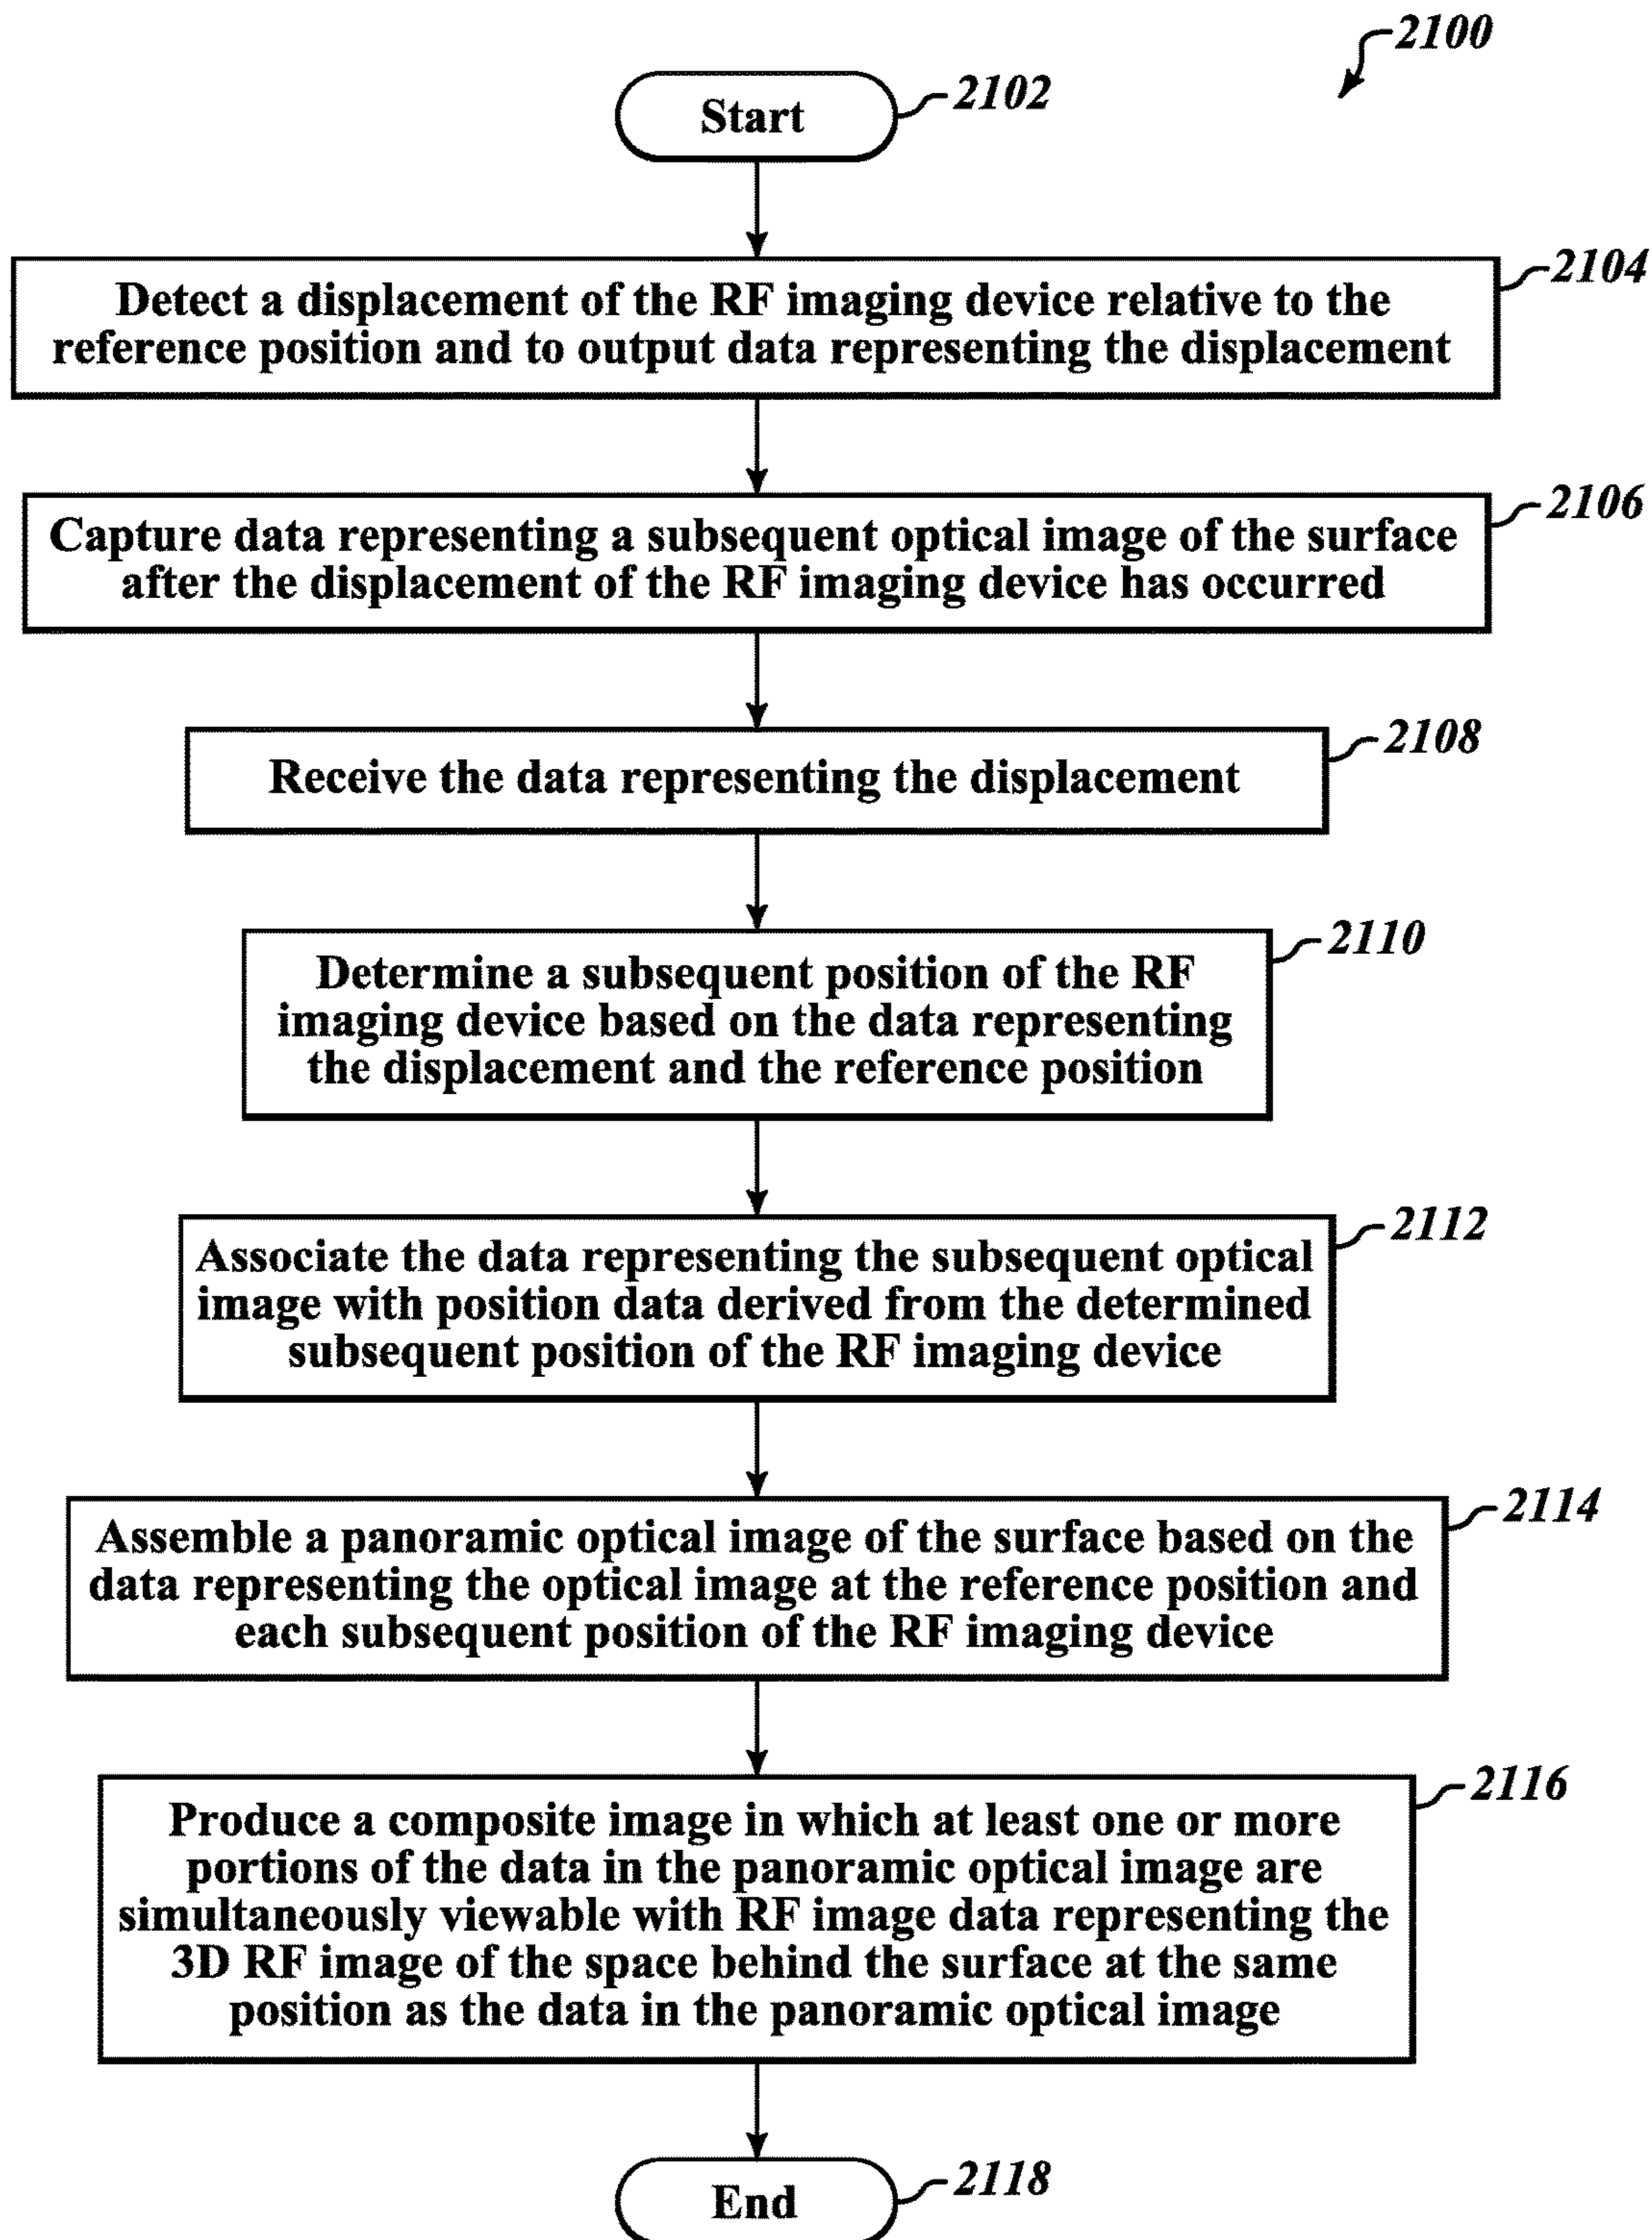 2100
Start
2102
2104
Detect a displacement of the RF imaging device relative to the
reference position and to output data representing the displacement
2106
Capture data representing a subsequent optical image of the surface
after the displacement of the RF imaging device has occurred
2108
Receive the data representing the displacement
2110
Determine a subsequent position of the RF
imaging device based on the data representing
the displacement and the reference position
2112
Associate the data representing the subsequent optical
image with position data derived from the determined
subsequent position of the RF imaging device
2114
Assemble a panoramic optical image of the surface based on the
data representing the optical image at the reference position and
each subsequent position of the RF imaging device
2116
Produce a composite image in which at least one or more
portions of the data in the panoramic optical image are
simultaneously viewable with RF image data representing the
3D RF image of the space behind the surface at the same
position as the data in the panoramic optical image
2118
End